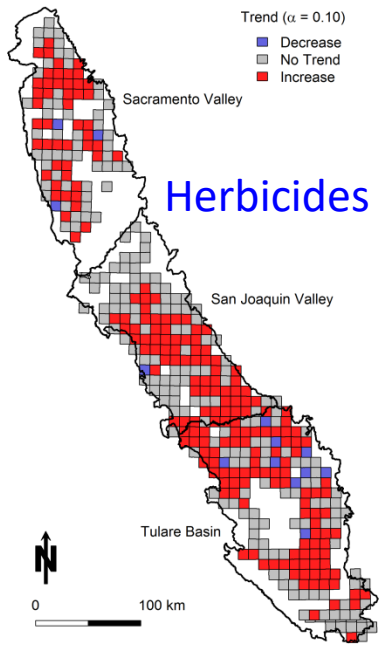 Trend (α = 0.10)
Decrease
No Trend
Increase
Sacramento Valley
Herbicides
San Joaquin Valley
Tulare Basin
N
0 100 km